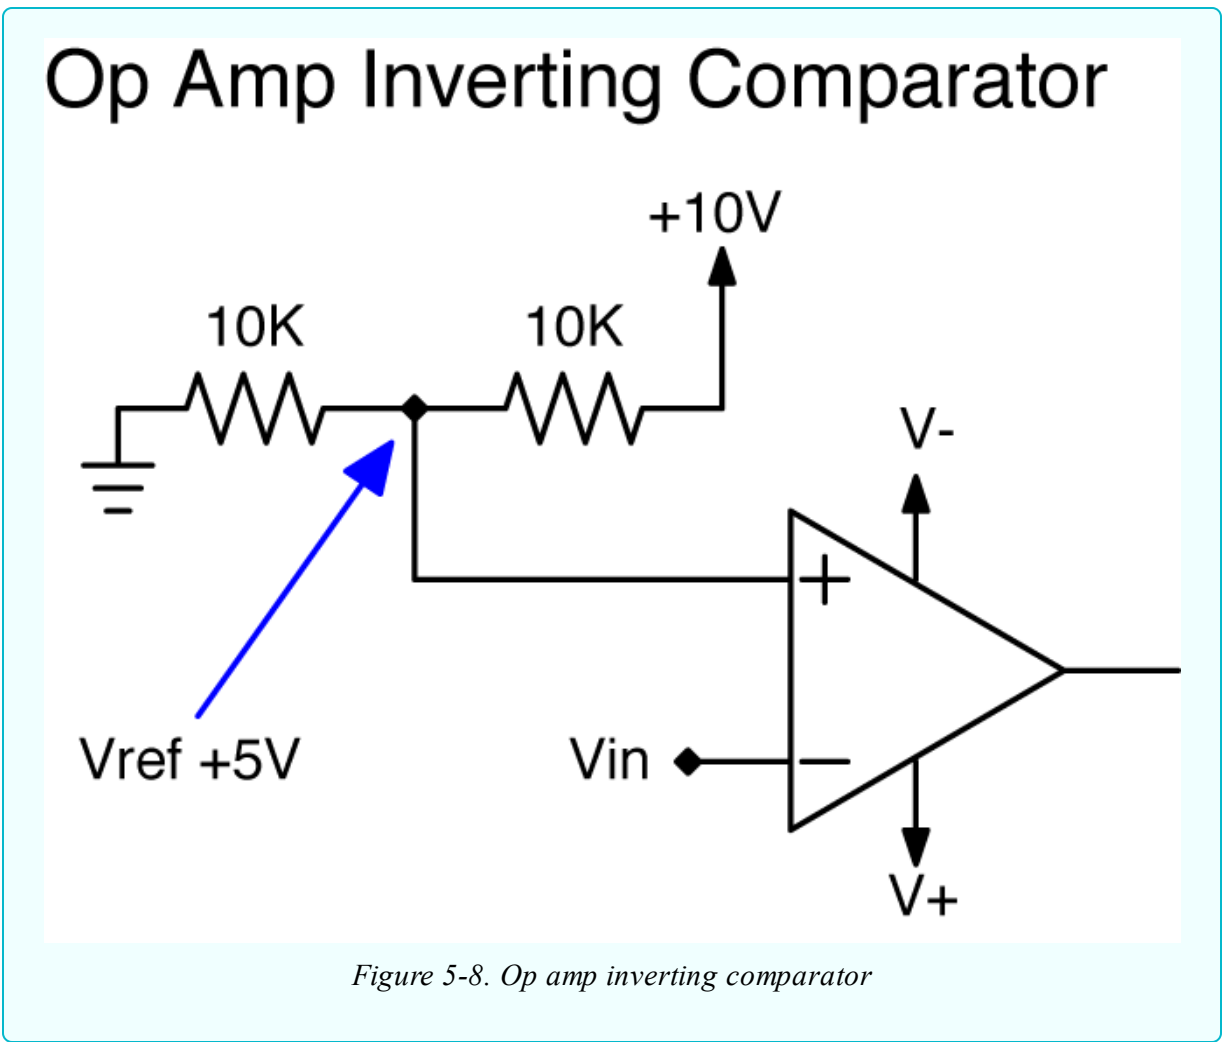 Op Amp Inverting Comparator
+10V
10K
10K
V-
+
Vref +5V
Vin
−
V+
Figure 5-8. Op amp inverting comparator